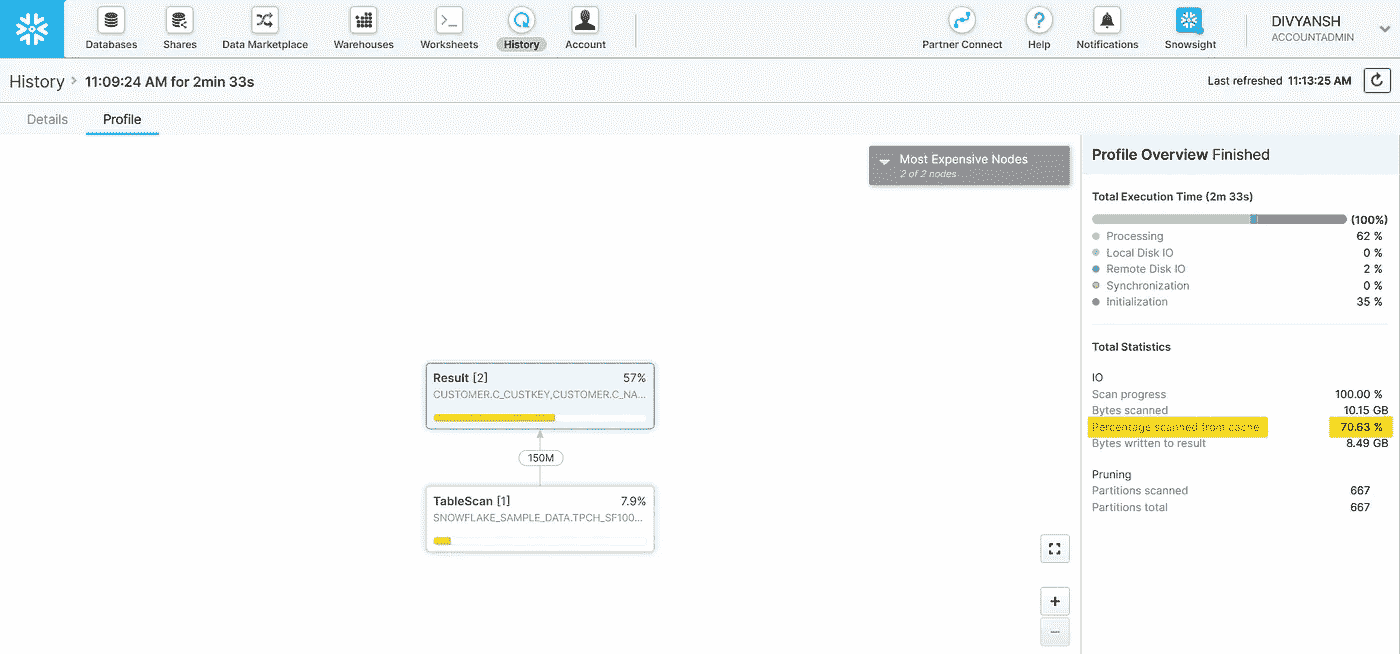 Databases Shares Data Marketplace Warehouses Worksheets History Account Partner Connect Help Notifications Snowsight
DIVYANSH
ACCOUNTADMIN
History > 11:09:24 AM for 2min 33s
Last refreshed 11:13:25 AM
Details Profile
Most Expensive Nodes
2 of 2 nodes
Result [2] 57%
CUSTOMER.C_CUSTKEY,CUSTOMER.C_NA...
150M
TableScan [1] 7.9%
SNOWFLAKE_SAMPLE_DATA.TPCH_SF100...
+
–
Profile Overview Finished
Total Execution Time (2m 33s)
(100%)
Processing 62 %
Local Disk IO 0 %
Remote Disk IO 2 %
Synchronization 0 %
Initialization 35 %
Total Statistics
IO
Scan progress 100.00 %
Bytes scanned 10.15 GB
Percentage scanned from cache 70.63 %
Bytes written to result 8.49 GB
Pruning
Partitions scanned 667
Partitions total 667